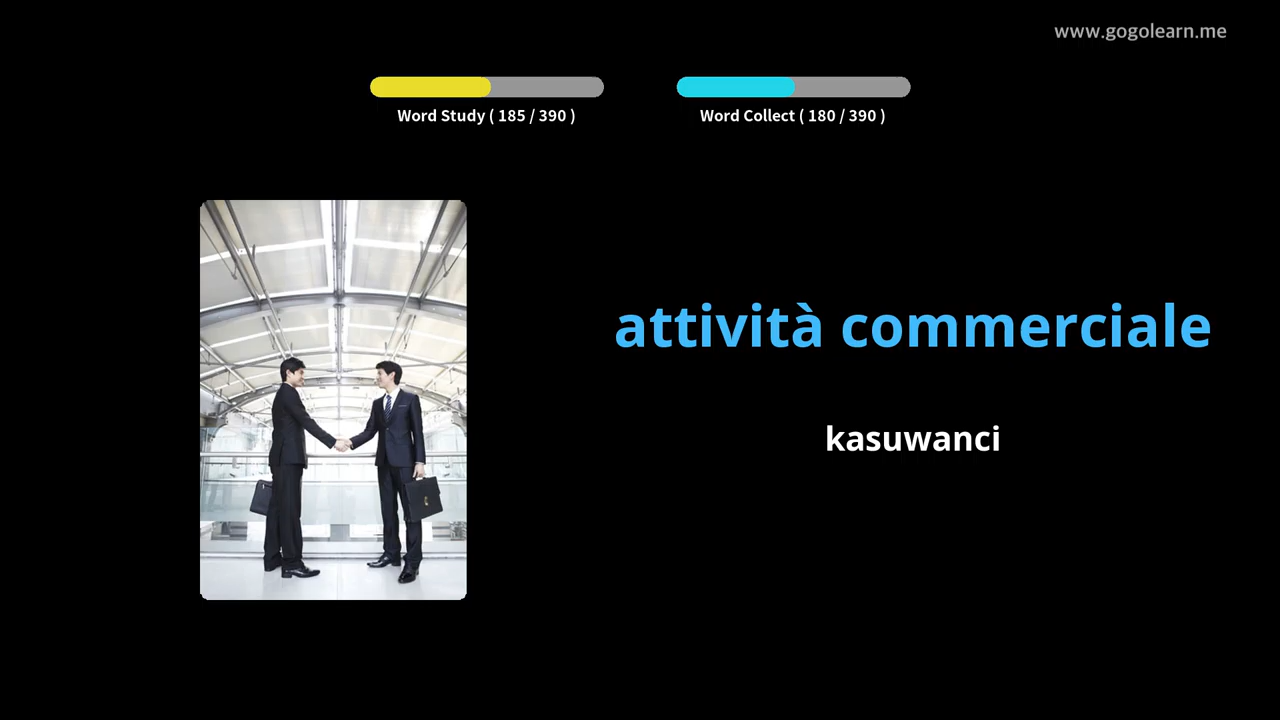 www.gogolearn.me
Word Study ( 185 / 390 )
Word Collect ( 180 / 390 )
attività commerciale
kasuwanci